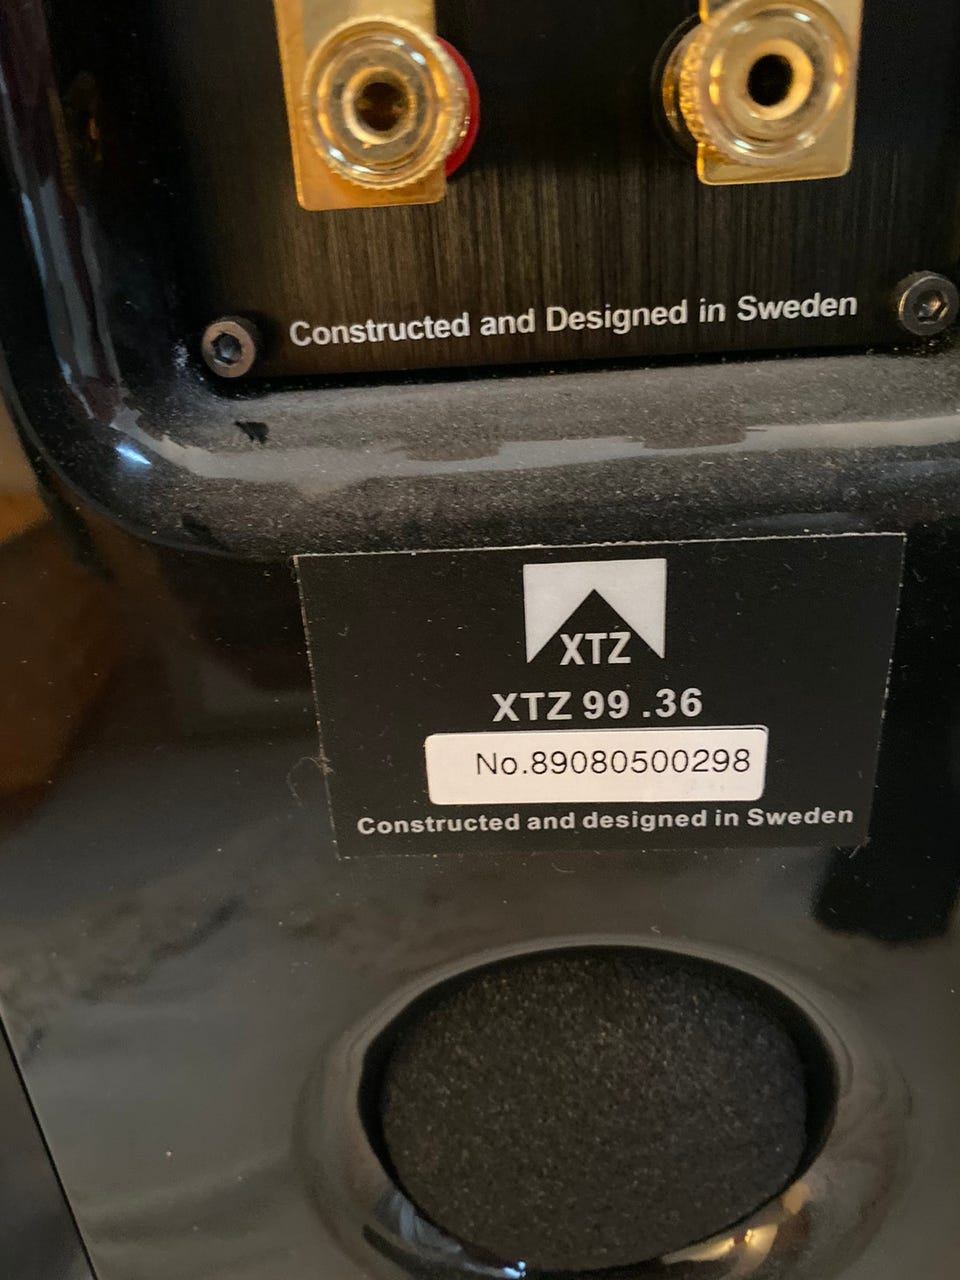 Constructed and Designed in Sweden
XTZ
XTZ 99 .36
No.89080500298
Constructed and designed in Sweden